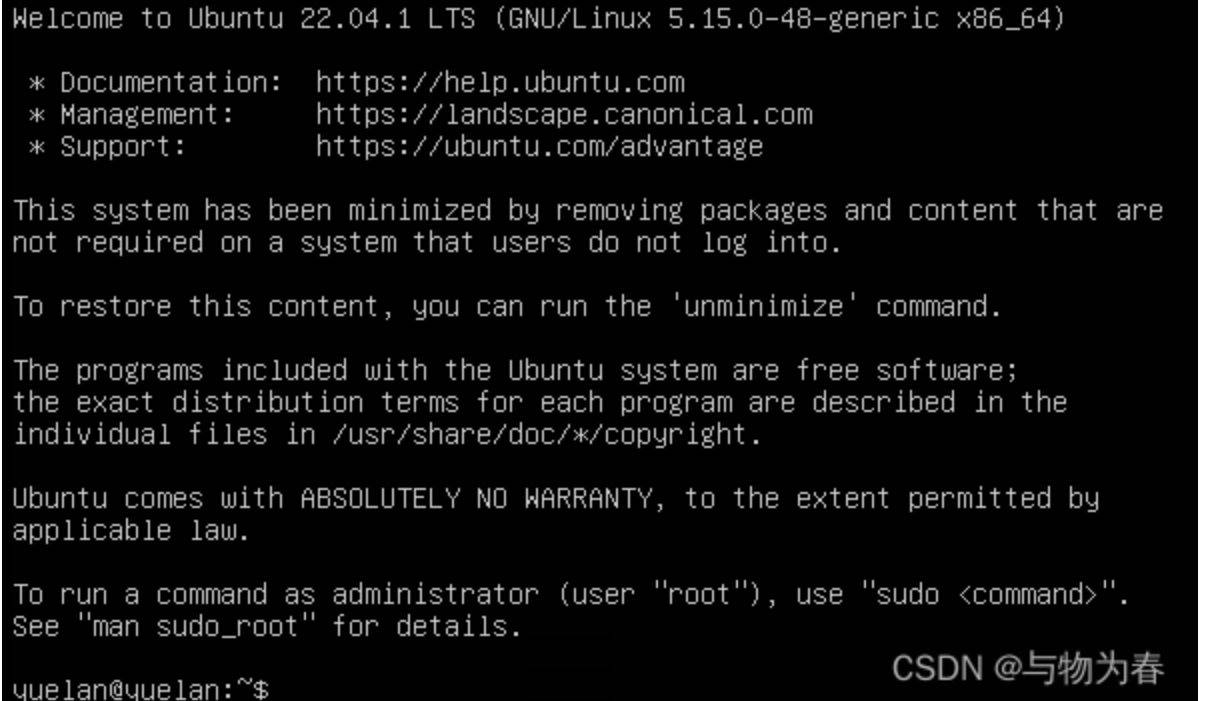 Welcome to Ubuntu 22.04.1 LTS (GNU/Linux 5.15.0-48-generic x86_64)
* Documentation: https://help.ubuntu.com
* Management: https://landscape.canonical.com
* Support: https://ubuntu.com/advantage
This system has been minimized by removing packages and content that are
not required on a system that users do not log into.
To restore this content, you can run the 'unminimize' command.
The programs included with the Ubuntu system are free software;
the exact distribution terms for each program are described in the
individual files in /usr/share/doc/*/copyright.
Ubuntu comes with ABSOLUTELY NO WARRANTY, to the extent permitted by
applicable law.
To run a command as administrator (user "root"), use "sudo <command>".
See "man sudo_root" for details.
yuelan@yuelan:~$
CSDN @与物为春